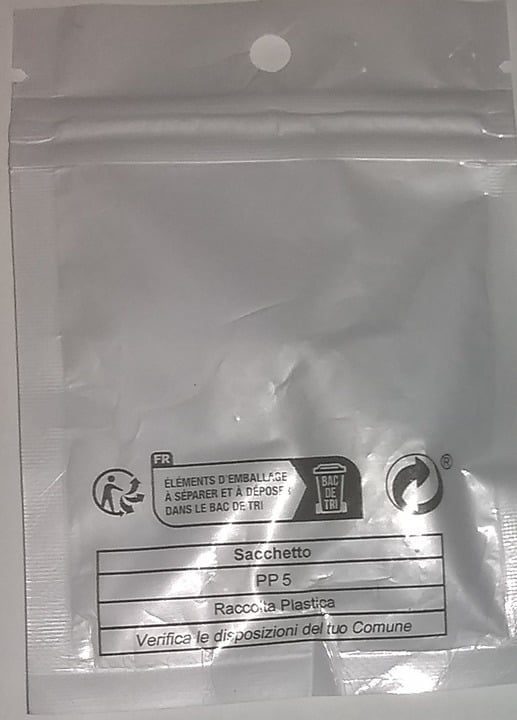 FR
ÉLÉMENTS D'EMBALLAGE
À SÉPARER ET À DÉPOSER
DANS LE BAC DE TRI
BAC
DE
TRI
®
Sacchetto
PP 5
Raccolta Plastica
Verifica le disposizioni del tuo Comune